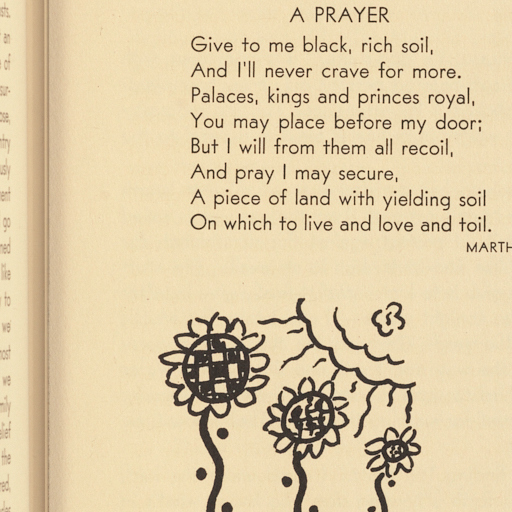 A PRAYER
Give to me black, rich soil,
And I'll never crave for more.
Palaces, kings and princes royal,
You may place before my door;
But I will from them all recoil,
And pray I may secure,
A piece of land with yielding soil
On which to live and love and toil.
MARTH